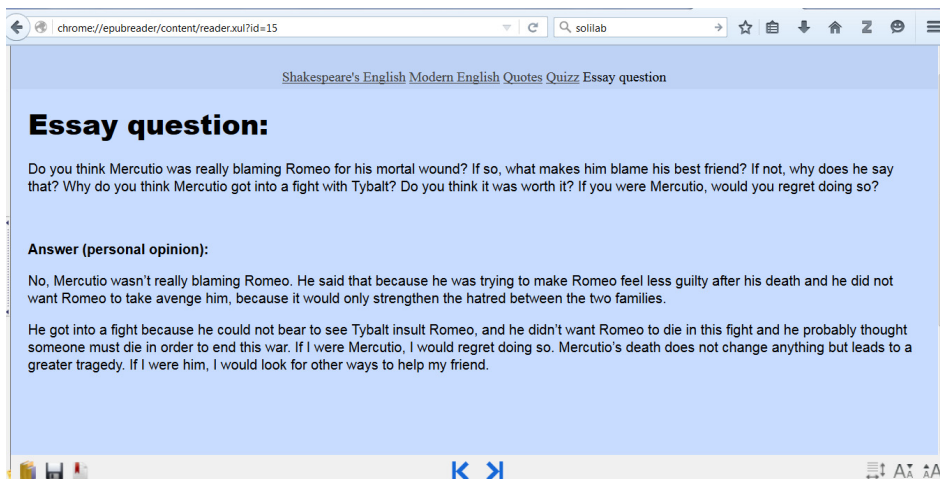 chrome://epubreader/content/reader.xul?id=15
solilab
Shakespeare's English Modern English Quotes Quizz Essay question
Essay question:
Do you think Mercutio was really blaming Romeo for his mortal wound? If so, what makes him blame his best friend? If not, why does he say
that? Why do you think Mercutio got into a fight with Tybalt? Do you think it was worth it? If you were Mercutio, would you regret doing so?
Answer (personal opinion):
No, Mercutio wasn't really blaming Romeo. He said that because he was trying to make Romeo feel less guilty after his death and he did not
want Romeo to take avenge him, because it would only strengthen the hatred between the two families.
He got into a fight because he could not bear to see Tybalt insult Romeo, and he didn't want Romeo to die in this fight and he probably thought
someone must die in order to end this war. If I were Mercutio, I would regret doing so. Mercutio's death does not change anything but leads to a
greater tragedy. If I were him, I would look for other ways to help my friend.